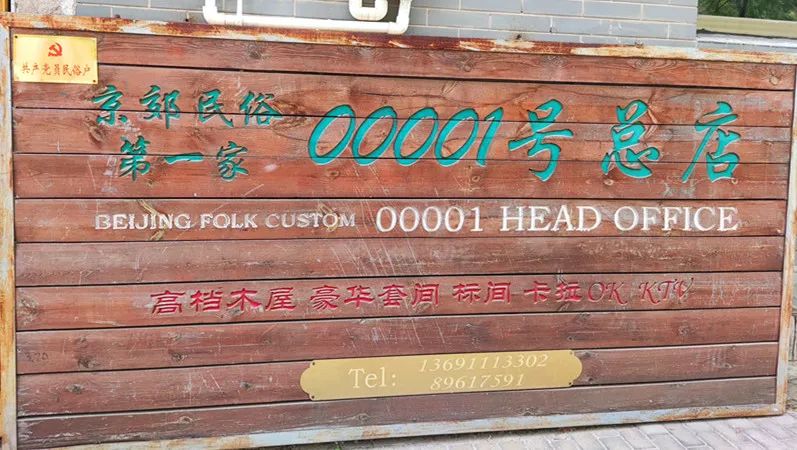 共产党员民俗户
京郊民俗
第一家
00001号总店
BEIJING FOLK CUSTOM 00001 HEAD OFFICE
高档木屋 豪华套间 标间 卡拉OK KTV
Tel: 13691113302
89617591